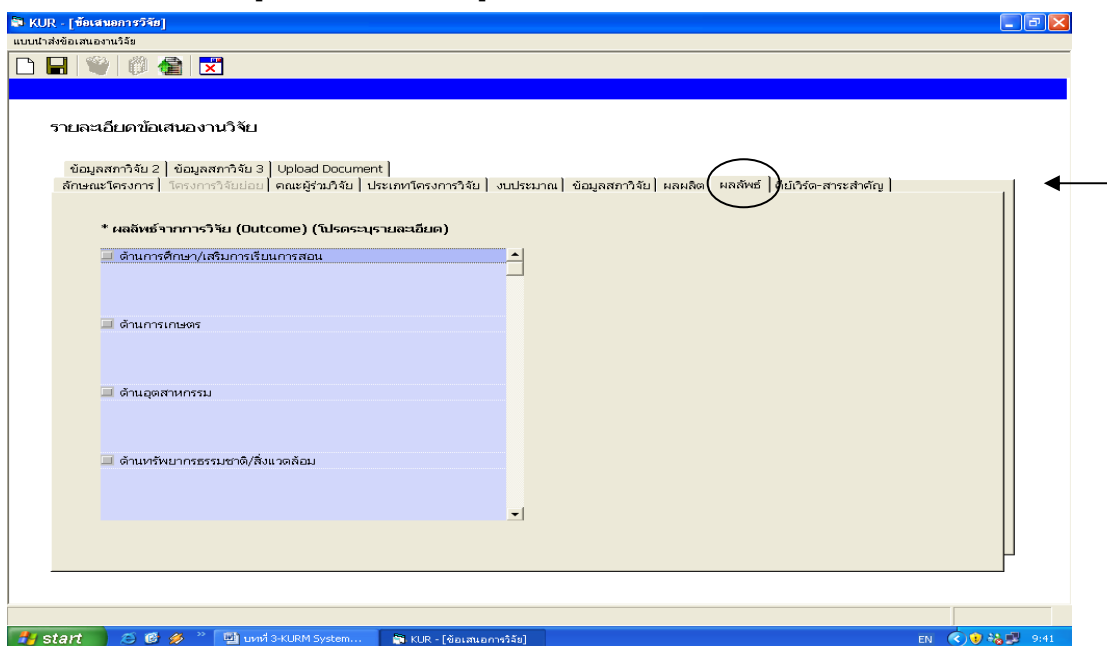 KUR - [ข้อเสนอการวิจัย]
แบบนำส่งข้อเสนองานวิจัย
รายละเอียดข้อเสนองานวิจัย
ข้อมูลสภาวิจัย 2 ข้อมูลสภาวิจัย 3 Upload Document
ลักษณะโครงการ โครงการวิจัยย่อย คณะผู้ร่วมวิจัย ประเภทโครงการวิจัย งบประมาณ ข้อมูลสภาวิจัย ผลผลิต ผลลัพธ์ คีย์เวิร์ด-สาระสำคัญ
* ผลลัพธ์จากการวิจัย (Outcome) (โปรดระบุรายละเอียด)
ด้านการศึกษา/เสริมการเรียนการสอน
ด้านการเกษตร
ด้านอุตสาหกรรม
ด้านทรัพยากรธรรมชาติ/สิ่งแวดล้อม
start บทที่ 3-KURM System... KUR - [ข้อเสนอการวิจัย] EN 9:41